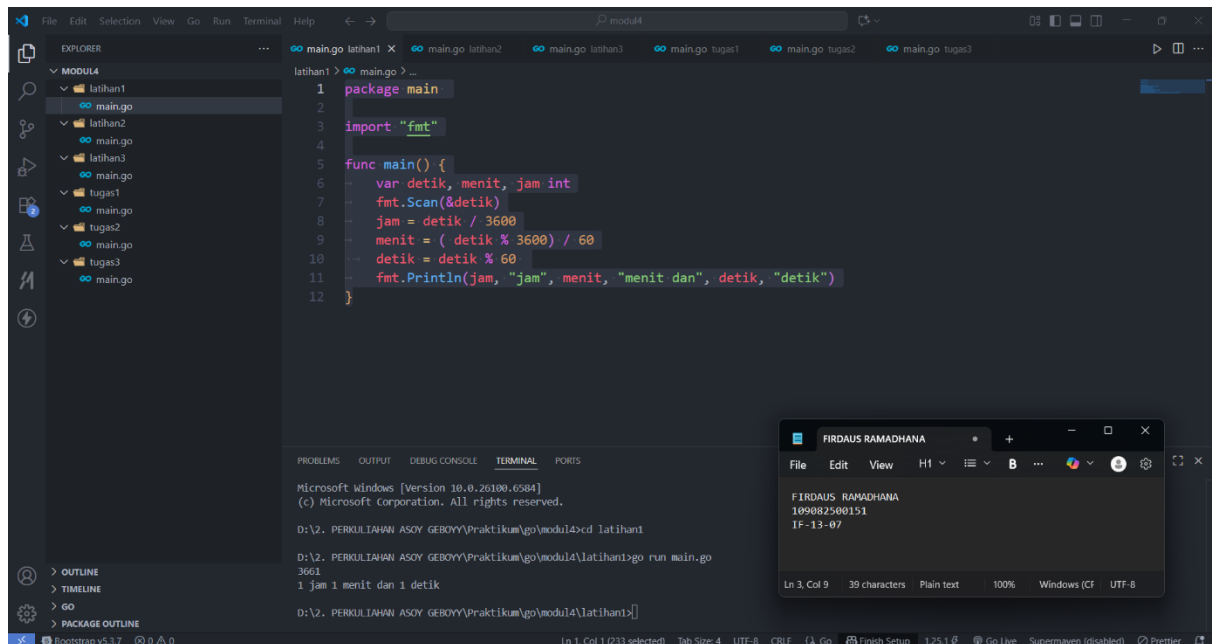 File Edit Selection View Go Run Terminal Help modul4
EXPLORER
MODUL4
latihan1
main.go
latihan2
main.go
latihan3
main.go
tugas1
main.go
tugas2
main.go
tugas3
main.go
OUTLINE
TIMELINE
GO
PACKAGE OUTLINE
main.go latihan1 main.go latihan2 main.go latihan3 main.go tugas1 main.go tugas2 main.go tugas3
latihan1 > main.go > ...
1 package main
2
3 import "fmt"
4
5 func main() {
6 var detik, menit, jam int
7 fmt.Scan(&detik)
8 jam = detik / 3600
9 menit = ( detik % 3600) / 60
10 detik = detik % 60
11 fmt.Println(jam, "jam", menit, "menit dan", detik, "detik")
12 }
PROBLEMS OUTPUT DEBUG CONSOLE TERMINAL PORTS
Microsoft Windows [Version 10.0.26100.6584]
(c) Microsoft Corporation. All rights reserved.
D:\2. PERKULIAHAN ASOY GEBOYY\Praktikum\go\modul4>cd latihan1
D:\2. PERKULIAHAN ASOY GEBOYY\Praktikum\go\modul4\latihan1>go run main.go
3661
1 jam 1 menit dan 1 detik
D:\2. PERKULIAHAN ASOY GEBOYY\Praktikum\go\modul4\latihan1>
FIRDAUS RAMADHANA
File Edit View H1 B
FIRDAUS RAMADHANA
109082500151
IF-13-07
Ln 3, Col 9 39 characters Plain text 100% Windows (CF UTF-8
Bootstrap v5.3.7 0 0 Ln 1, Col 1 (233 selected) Tab Size: 4 UTF-8 CRLF Go Finish Setup 1.25.1 Go Live Supermaven (disabled) Prettier